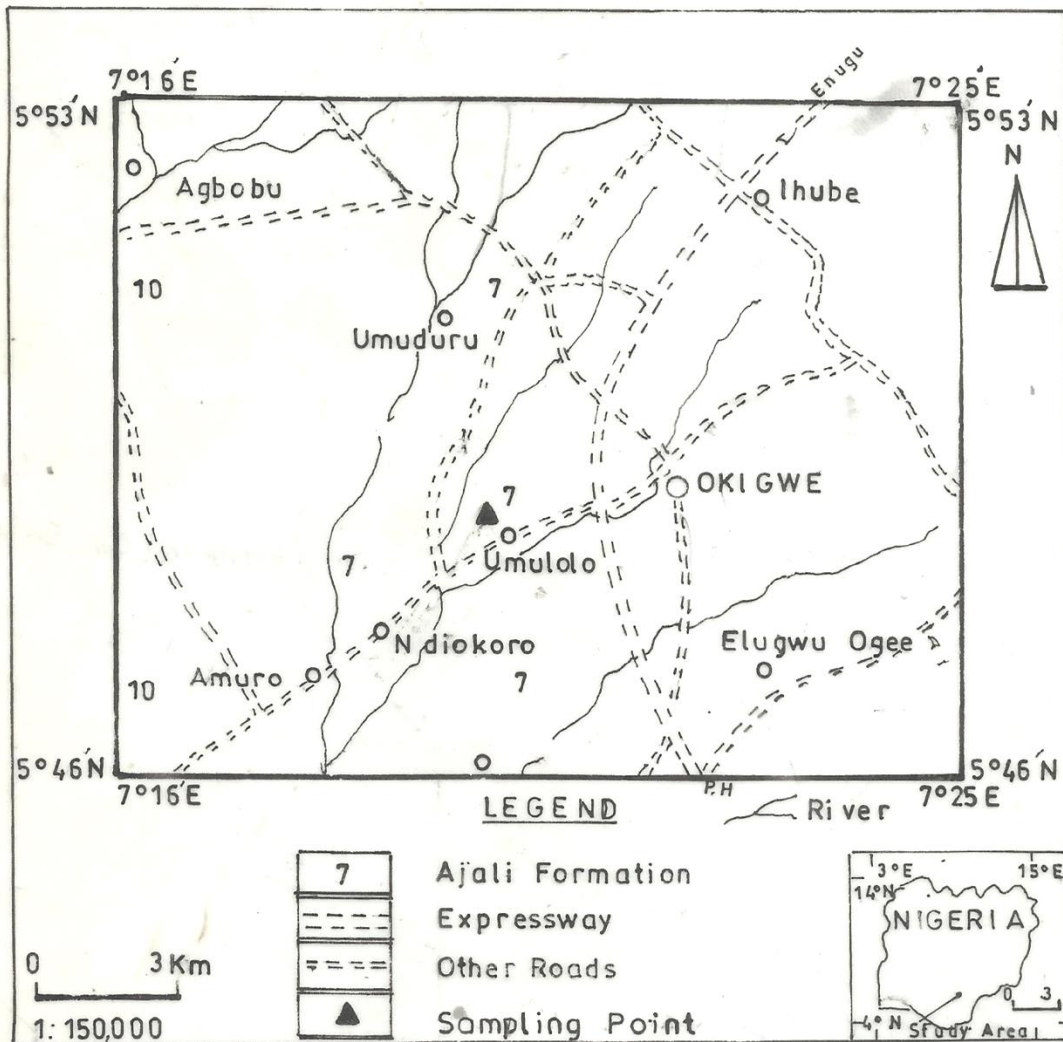 Enugu
7°16'E 7°25'E
5°53'N 5°53'N
N
Ihube
Agbobu
10 7
Umuduru
OKIGWE
7
Umulolo
7
Ndiokoro
Elugwu Ogee
Amuro
10 7
5°46'N 5°46'N
7°16'E P.H 7°25E
LEGEND River
7 Ajali Formation
Expressway
Other Roads
Sampling Point
0 3Km
1:150,000
3°E 15°E
14°N
NIGERIA
0 3
4°N Study Area